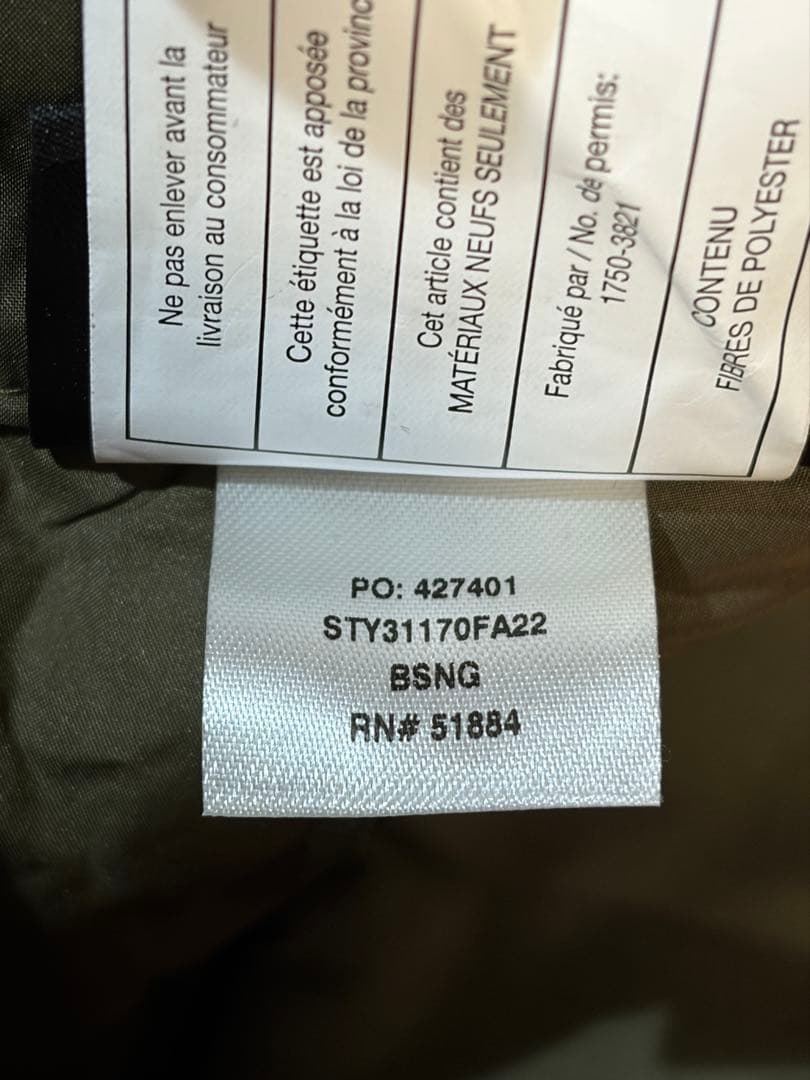 Ne pas enlever avant la
livraison au consommateur
Cette étiquette est apposée
conformément à la loi de la provinc
Cet article contient des
MATÉRIAUX NEUFS SEULEMENT
Fabriqué par / No. de permis:
1750-3821
CONTENU
FIBRES DE POLYESTER
PO: 427401
STY31170FA22
BSNG
RN# 51884